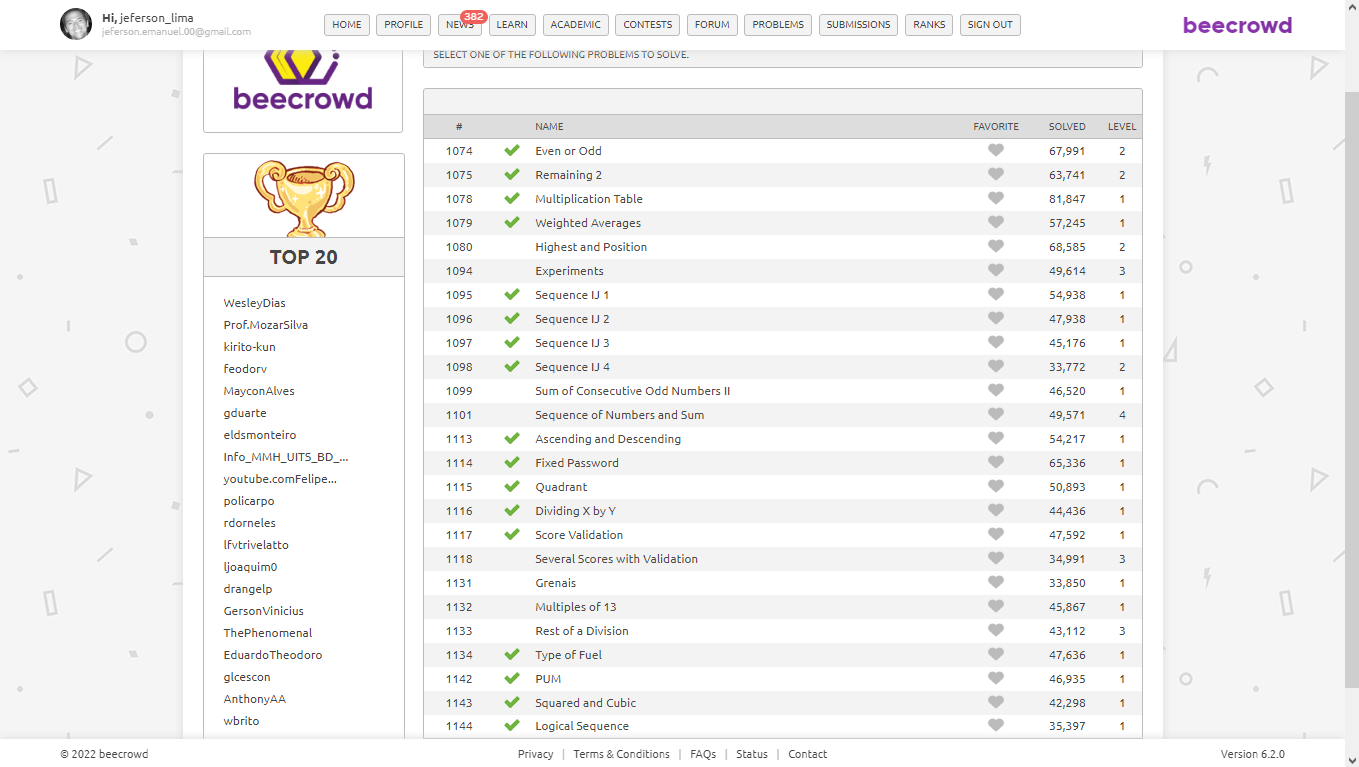 Hi, jeferson_lima
jeferson.emanuel.00@gmail.com
HOME PROFILE NEWS 382 LEARN ACADEMIC CONTESTS FORUM PROBLEMS SUBMISSIONS RANKS SIGN OUT
beecrowd
beecrowd
TOP 20
WesleyDias
Prof.MozarSilva
kirito-kun
feodorv
MayconAlves
gduarte
eldsmonteiro
Info_MMH_UITS_BD_...
youtube.comFelipe...
policarpo
rdorneles
lfvtrivelatto
ljoaquim0
drangelp
GersonVinicius
ThePhenomenal
EduardoTheodoro
glcescon
AnthonyAA
wbrito
SELECT ONE OF THE FOLLOWING PROBLEMS TO SOLVE.
# NAME FAVORITE SOLVED LEVEL
1074 Even or Odd 67,991 2
1075 Remaining 2 63,741 2
1078 Multiplication Table 81,847 1
1079 Weighted Averages 57,245 1
1080 Highest and Position 68,585 2
1094 Experiments 49,614 3
1095 Sequence IJ 1 54,938 1
1096 Sequence IJ 2 47,938 1
1097 Sequence IJ 3 45,176 1
1098 Sequence IJ 4 33,772 2
1099 Sum of Consecutive Odd Numbers II 46,520 1
1101 Sequence of Numbers and Sum 49,571 4
1113 Ascending and Descending 54,217 1
1114 Fixed Password 65,336 1
1115 Quadrant 50,893 1
1116 Dividing X by Y 44,436 1
1117 Score Validation 47,592 1
1118 Several Scores with Validation 34,991 3
1131 Grenais 33,850 1
1132 Multiples of 13 45,867 1
1133 Rest of a Division 43,112 3
1134 Type of Fuel 47,636 1
1142 PUM 46,935 1
1143 Squared and Cubic 42,298 1
1144 Logical Sequence 35,397 1
© 2022 beecrowd
Privacy | Terms & Conditions | FAQs | Status | Contact
Version 6.2.0